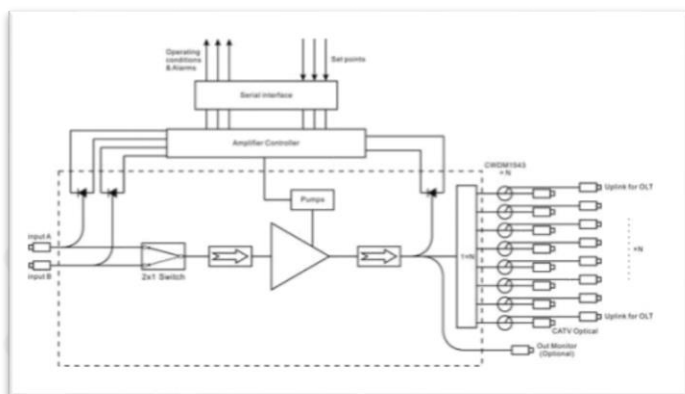 Operating
conditions
& Alarms
Set points
Serial interface
Amplifier Controller
Pumps
CWDM1543
×N
Uplink for OLT
input A
input B
2x1 Switch
1×N
×N
Uplink for OLT
CATV Optical
Out Monitor
(Optional)